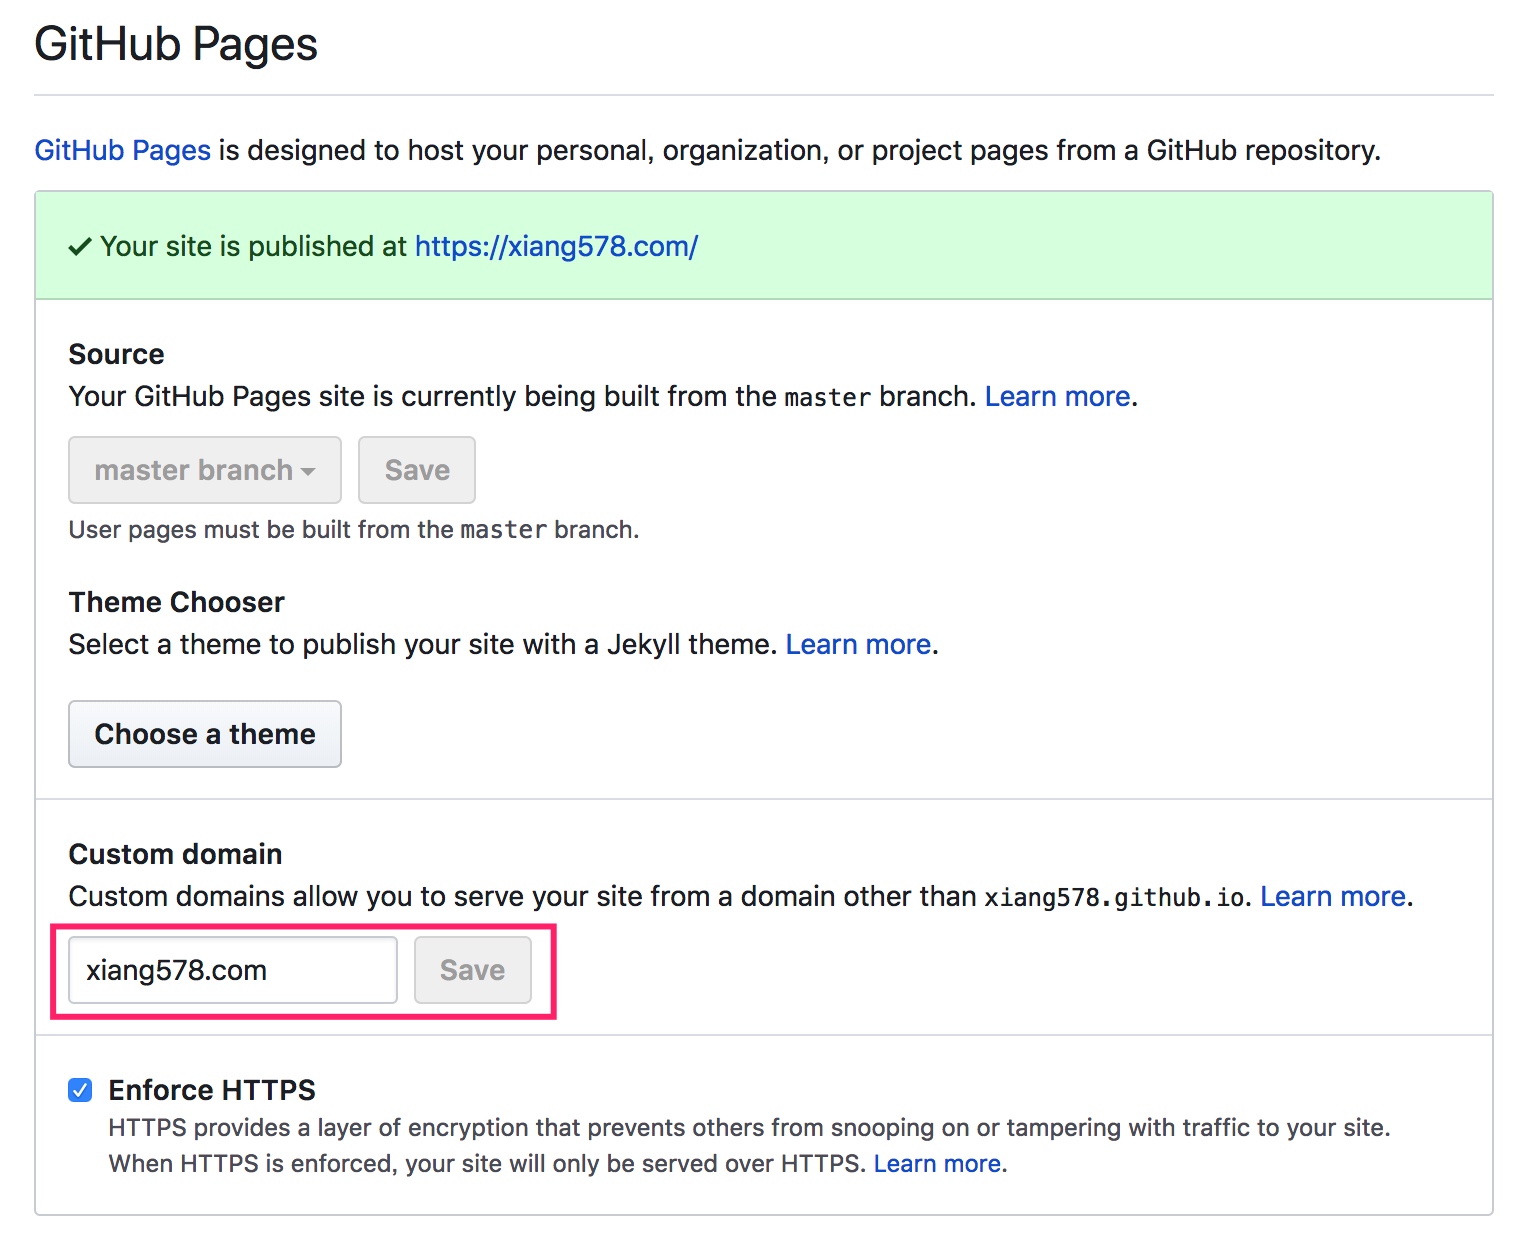 GitHub Pages
GitHub Pages is designed to host your personal, organization, or project pages from a GitHub repository.
Your site is published at https://xiang578.com/
Source
Your GitHub Pages site is currently being built from the master branch. Learn more.
master branch
Save
User pages must be built from the master branch.
Theme Chooser
Select a theme to publish your site with a Jekyll theme. Learn more.
Choose a theme
Custom domain
Custom domains allow you to serve your site from a domain other than xiang578.github.io. Learn more.
xiang578.com
Save
Enforce HTTPS
HTTPS provides a layer of encryption that prevents others from snooping on or tampering with traffic to your site.
When HTTPS is enforced, your site will only be served over HTTPS. Learn more.